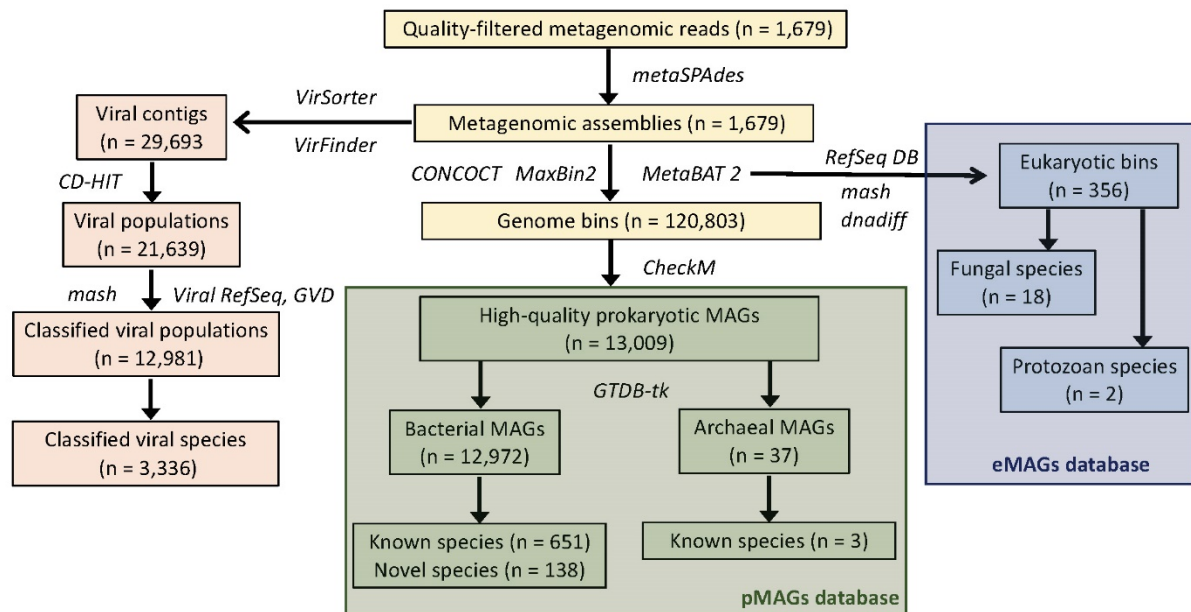 Quality-filtered metagenomic reads (n = 1,679)
metaSPAdes
Metagenomic assemblies (n = 1,679)
VirSorter
VirFinder
Viral contigs
(n = 29,693
CD-HIT
Viral populations
(n = 21,639)
mash
Viral RefSeq, GVD
Classified viral populations
(n = 12,981)
Classified viral species
(n = 3,336)
CONCOCT
MaxBin2
MetaBAT 2
Genome bins (n = 120,803)
CheckM
High-quality prokaryotic MAGs
(n = 13,009)
GTDB-tk
Bacterial MAGs
(n = 12,972)
Archaeal MAGs
(n = 37)
Known species (n = 651)
Novel species (n = 138)
Known species (n = 3)
pMAGs database
RefSeq DB
mash
dnadiff
Eukaryotic bins
(n = 356)
Fungal species
(n = 18)
Protozoan species
(n = 2)
eMAGs database